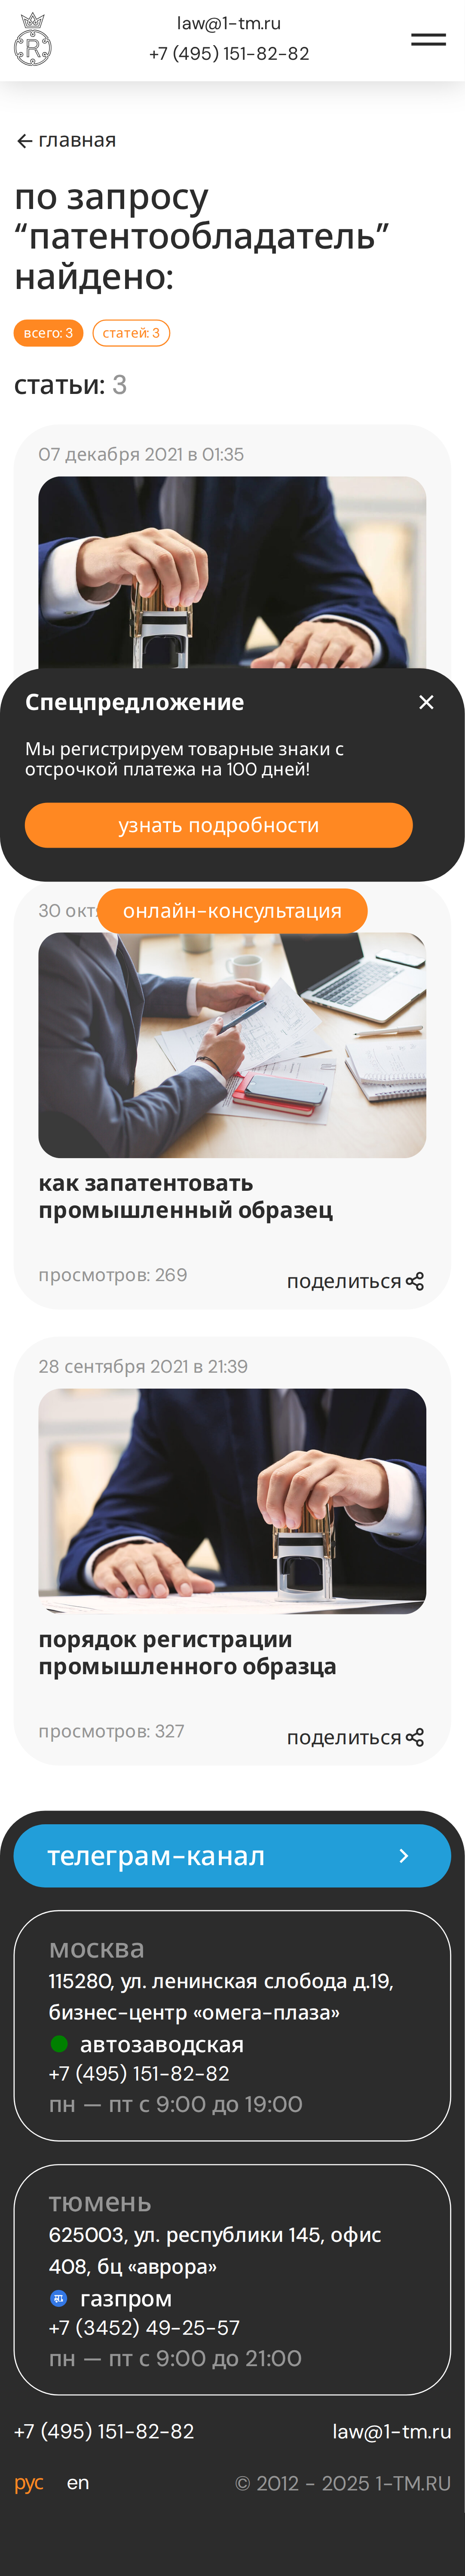 law@1-tm.ru
+7 (495) 151-82-82
← главная
по запросу
“патентообладатель”
найдено:
всего: 3 статей: 3
статьи: 3
07 декабря 2021 в 01:35
Спецпредложение
Мы регистрируем товарные знаки с
отсрочкой платежа на 100 дней!
узнать подробности
30
онлайн-консультация
как запатентовать
промышленный образец
просмотров: 269
поделиться
28 сентября 2021 в 21:39
порядок регистрации
промышленного образца
просмотров: 327
поделиться
телеграм-канал
москва
115280, ул. ленинская слобода д.19,
бизнес-центр «омега-плаза»
автозаводская
+7 (495) 151-82-82
пн — пт с 9:00 до 19:00
тюмень
625003, ул. республики 145, офис
408, бц «аврора»
газпром
+7 (3452) 49-25-57
пн — пт с 9:00 до 21:00
+7 (495) 151-82-82 law@1-tm.ru
рус en © 2012 - 2025 1-TM.RU